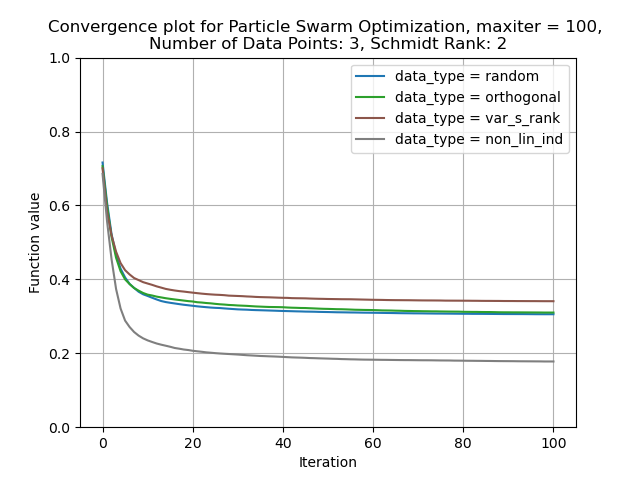 Convergence plot for Particle Swarm Optimization, maxiter = 100,
Number of Data Points: 3, Schmidt Rank: 2
data_type = random
data_type = orthogonal
data_type = var_s_rank
data_type = non_lin_ind
Function value
1.0
0.8
0.6
0.4
0.2
0.0
0 20 40 60 80 100
Iteration